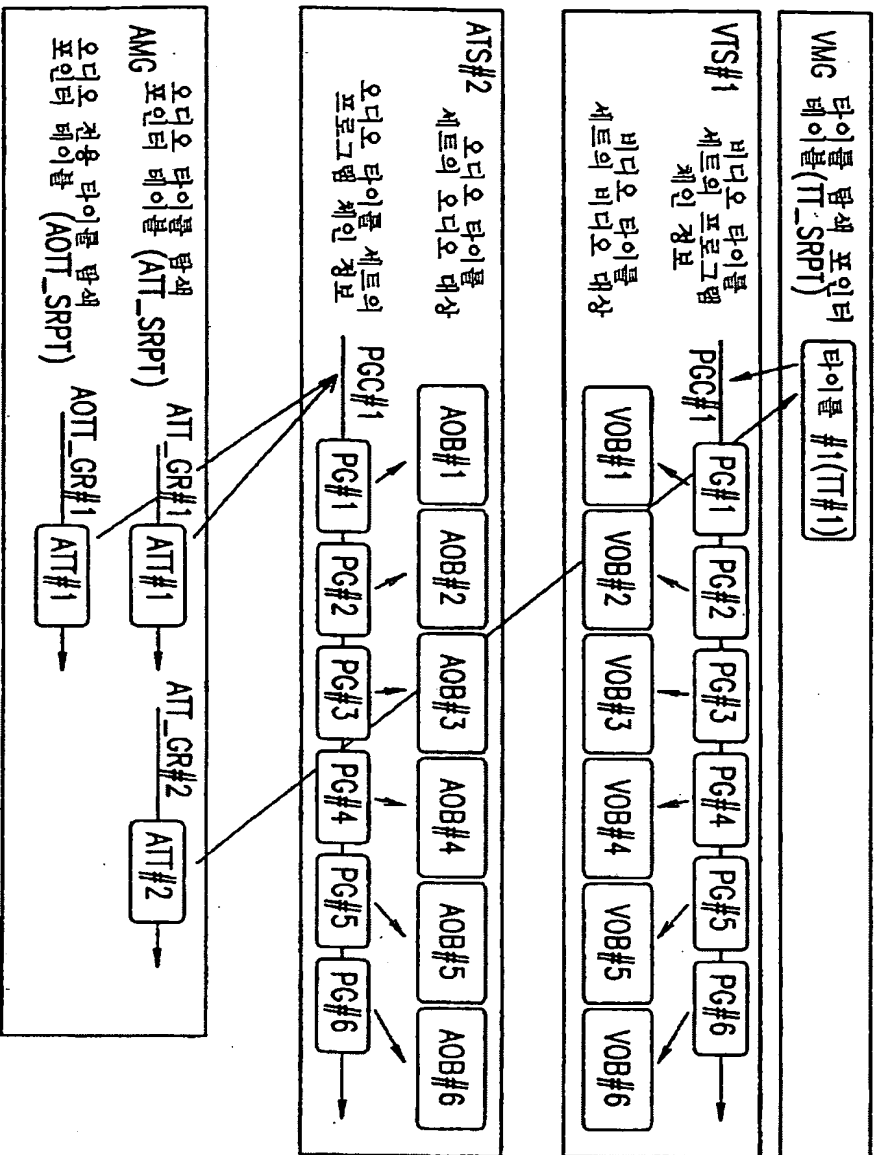 VMG 타이틀 탐색 포인터
테이블(TT_SRPT)
타이틀 #1(TT#1)
VTS#1
비디오 타이틀
세트의 프로그램
체인 정보
PGC#1
PG#1
PG#2
PG#3
PG#4
PG#5
PG#6
비디오 타이틀
세트의 비디오 대상
VOB#1
VOB#2
VOB#3
VOB#4
VOB#5
VOB#6
ATS#2
오디오 타이틀
세트의 오디오 대상
AOB#1
AOB#2
AOB#3
AOB#4
AOB#5
AOB#6
오디오 타이틀 세트의
프로그램 체인 정보
PGC#1
PG#1
PG#2
PG#3
PG#4
PG#5
PG#6
AMG
오디오 타이틀 탐색
포인터 테이블 (ATT_SRPT)
ATT_GR#1
ATT#1
ATT_GR#2
ATT#2
오디오 전용 타이틀 탐색
포인터 테이블 (AOTT_SRPT)
AOTT_GR#1
ATT#1